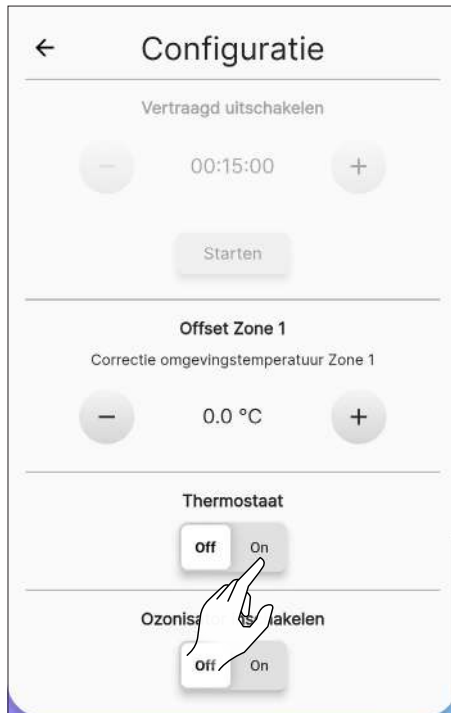 Configuratie
Vertraagd uitschakelen
− 00:15:00 +
Starten
Offset Zone 1
Correctie omgevingstemperatuur Zone 1
− 0.0 °C +
Thermostaat
Off On
Off On